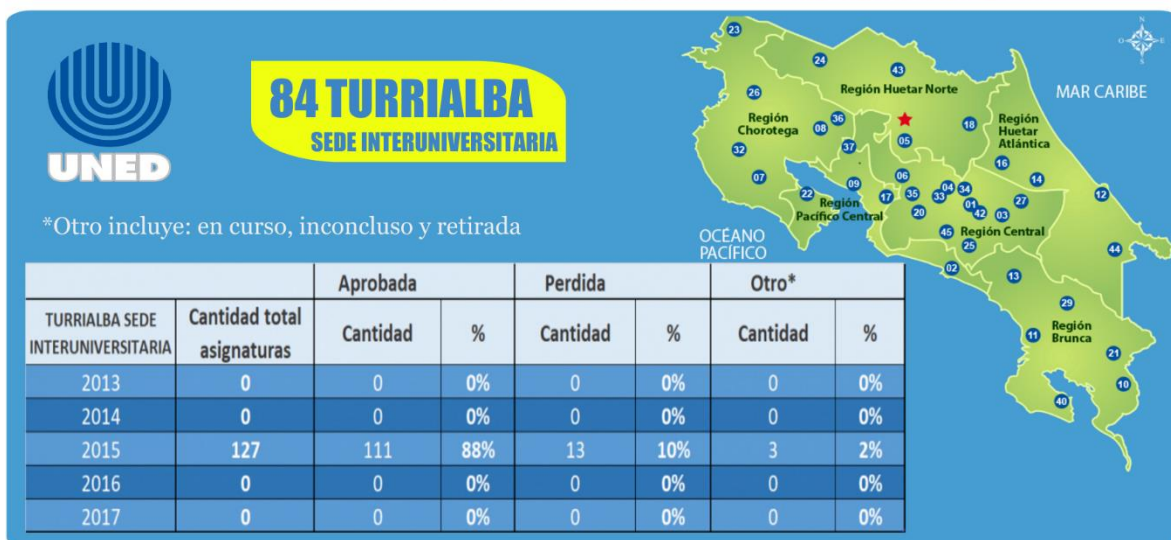 UNED
84 TURRIALBA
SEDE INTERUNIVERSITARIA
*Otro incluye: en curso, inconcluso y retirada
Aprobada Perdida Otro*
TURRIALBA SEDE INTERUNIVERSITARIA Cantidad total asignaturas Cantidad % Cantidad % Cantidad %
2013 0 0 0% 0 0% 0 0%
2014 0 0 0% 0 0% 0 0%
2015 127 111 88% 13 10% 3 2%
2016 0 0 0% 0 0% 0 0%
2017 0 0 0% 0 0% 0 0%
N
O E
S
MAR CARIBE
23
24
43
Región Huetar Norte
26
Región
Chorotega
36
08
18
Región
Huetar
Atlántica
05
32
37
16
07
06
14
22
09
17
35
33
04
34
01
27
12
Región
Pacífico Central
20
42
03
Región Central
45
25
44
OCÉANO
PACÍFICO
02
13
29
11
Región
Brunca
21
10
40